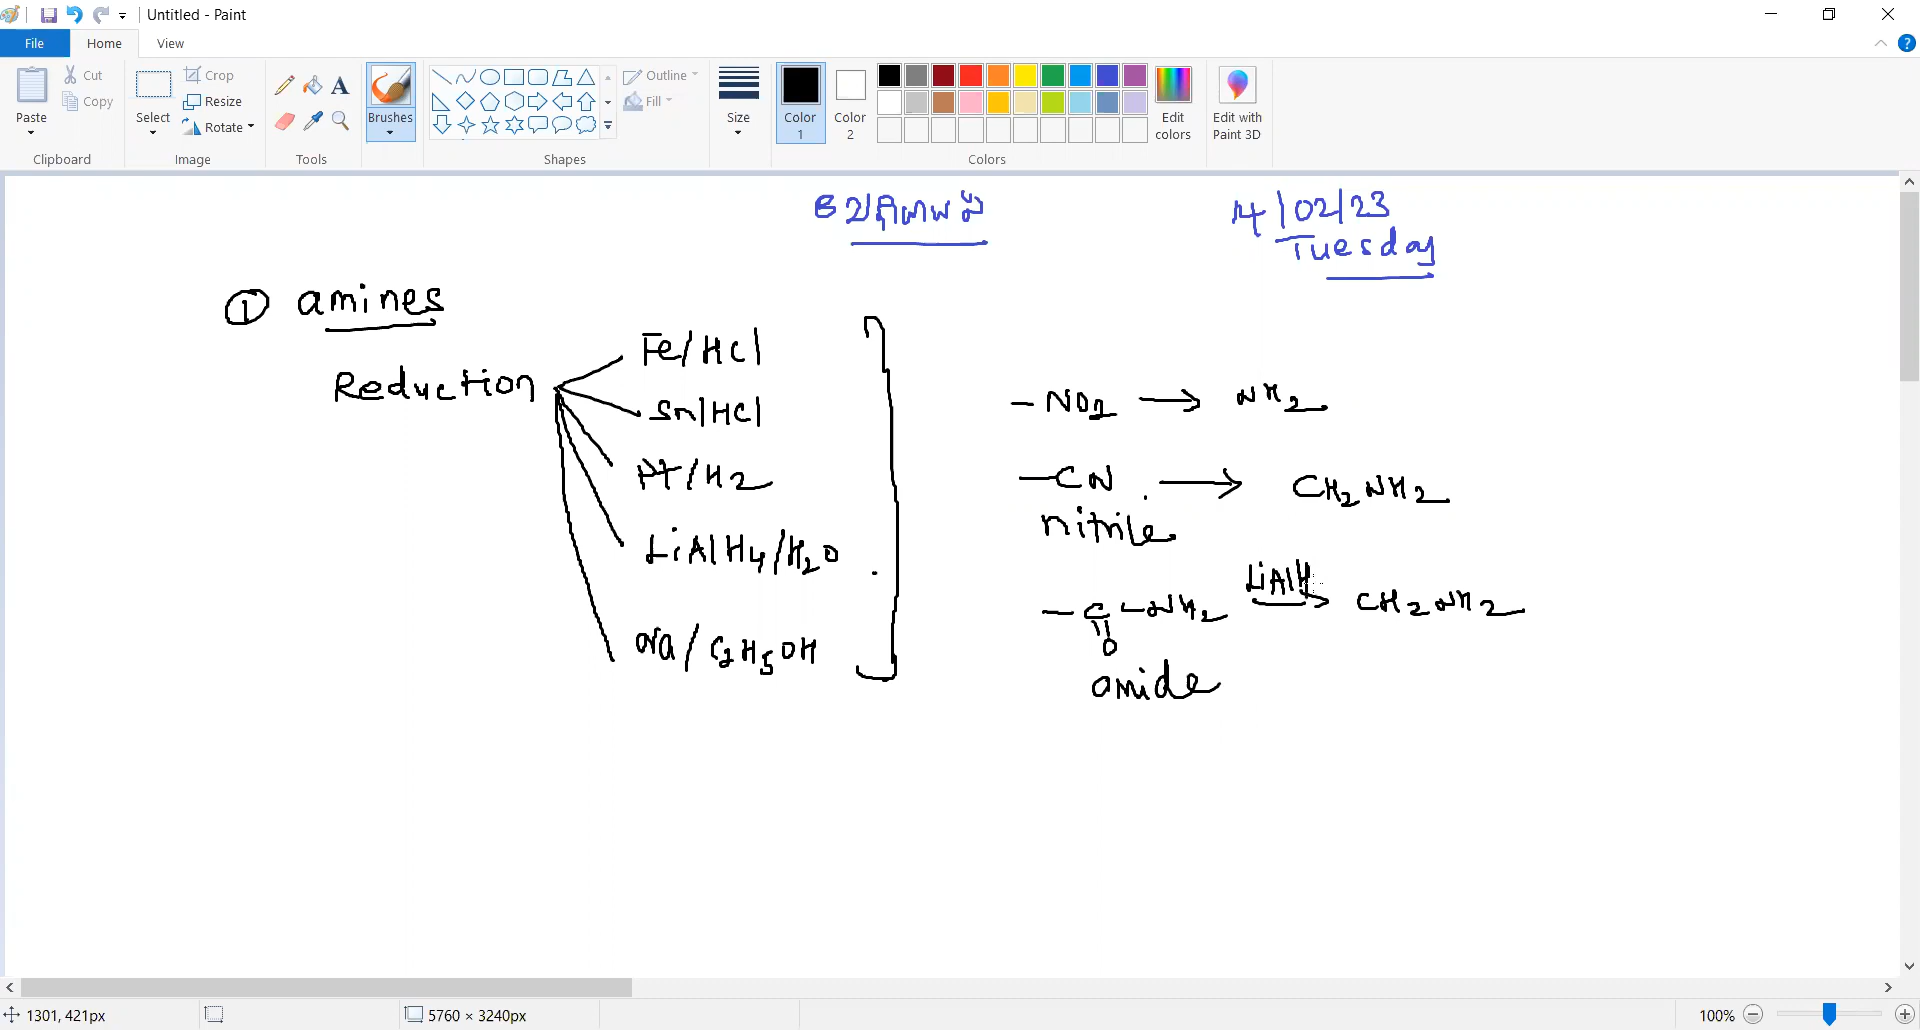 Untitled - Paint
File Home View
Cut
Copy
Paste
Crop
Resize
Rotate
Select
Brushes
Outline
Fill
Size
Color 1
Color 2
Edit colors
Edit with Paint 3D
Clipboard Image Tools Shapes Colors
4/02/23
Tuesday
① amines
Reduction
Fe/HCl
Sn/HCl
Pt/H2
LiAlH4/H2O
Na/C2H5OH
-NO2 → NH2
-CN → CH2NH2
nitrile
LiAlH
-C-NH2 → CH2NH2
O
amide
1301, 421px
5760 × 3240px
100%